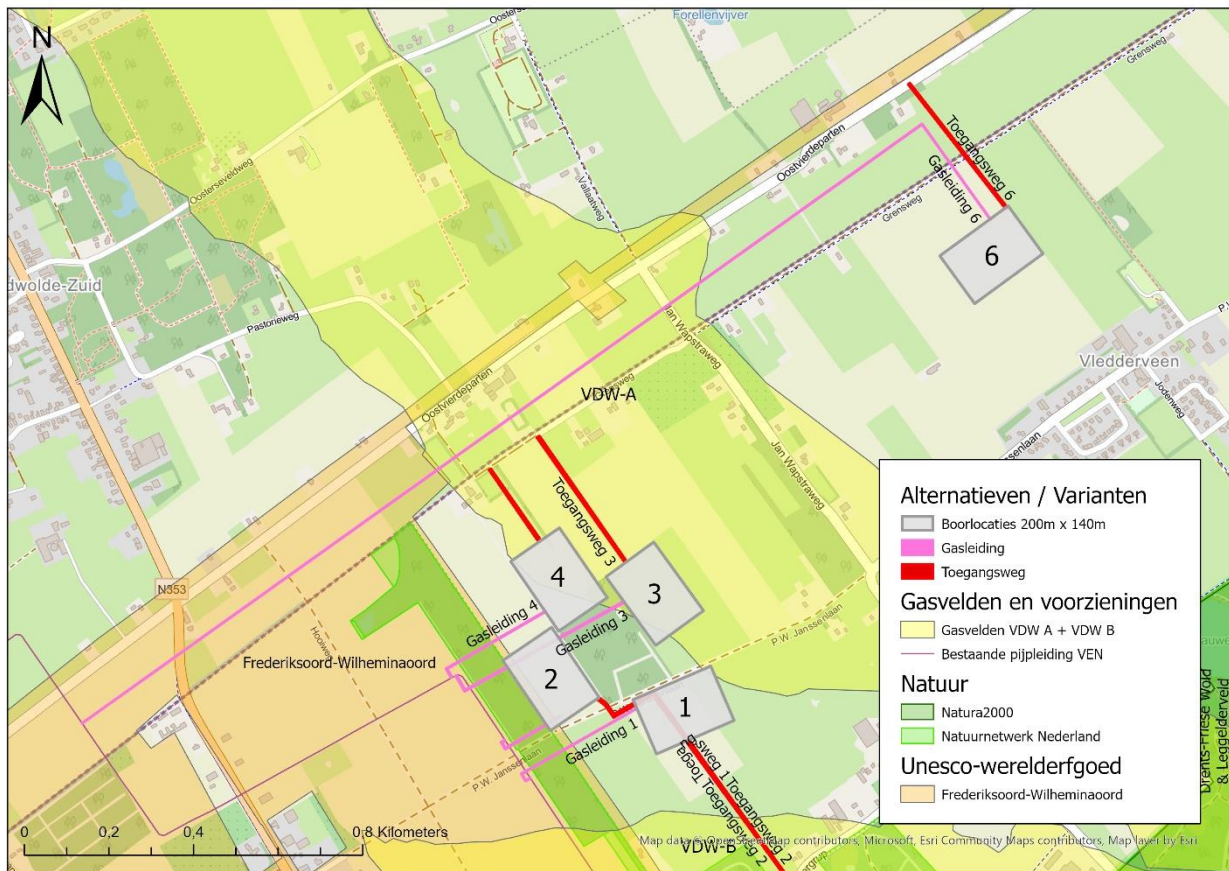 N
Forellenvijver
Oosterseveldweg
Grensweg
Vallaatweg
Oostvierdeparten
Toegangsweg 6
Gasleiding 6
Grensweg
6
dwolde-Zuid
Pastorieweg
Jan Wapstraweg
Vledderveen
Jodenweg
Oostvierdeparten
VDW-A
Jan Wapstraweg
Toegangsweg 3
N353
4
3
Gasleiding 4
Gasleiding 3
P.W. Janssenlaan
Hooiweg
Frederiksoord-Wilheminaoord
2
1
Gasleiding 1
P.W. Janssenlaan
Toegangsweg 2
VDW-B
Alternatieven / Varianten
Boorlocaties 200m x 140m
Gasleiding
Toegangsweg
Gasvelden en voorzieningen
Gasvelden VDW A + VDW B
Bestaande pijpleiding VEN
Natuur
Natura2000
Natuurnetwerk Nederland
Unesco-werelderfgoed
Frederiksoord-Wilheminaoord
Drents-Friese Wold
& Leggelderveld
0 0,2 0,4 0,8 Kilometers
Map data © OpenStreetMap contributors, Microsoft, Esri Community Maps contributors, Map layer by Esri